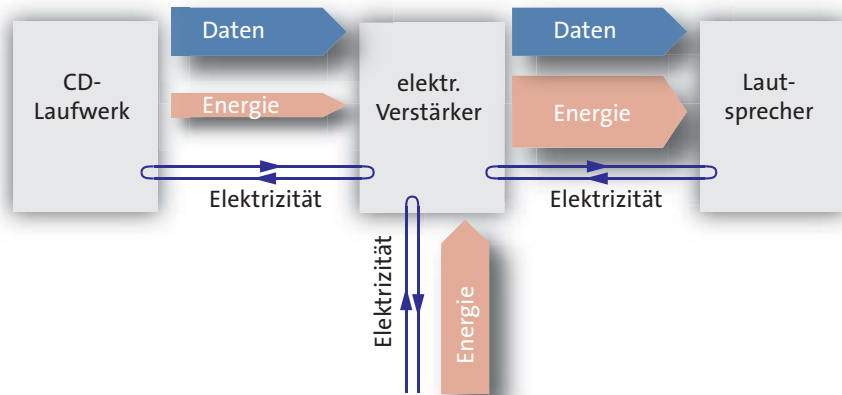 Daten
Daten
CD-
Laufwerk
elektr.
Verstärker
Laut-
sprecher
Energie
Energie
Elektrizität
Elektrizität
Elektrizität
Energie